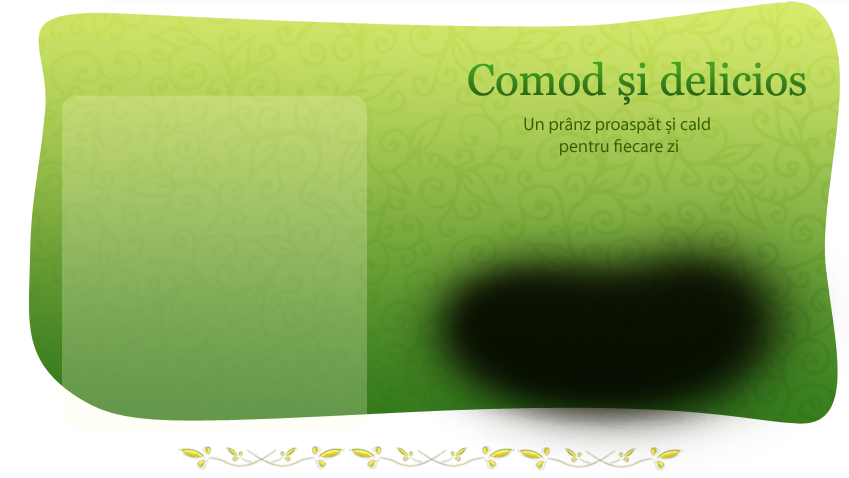 Comod și delicios
Un prânz proaspăt și cald
pentru fiecare zi